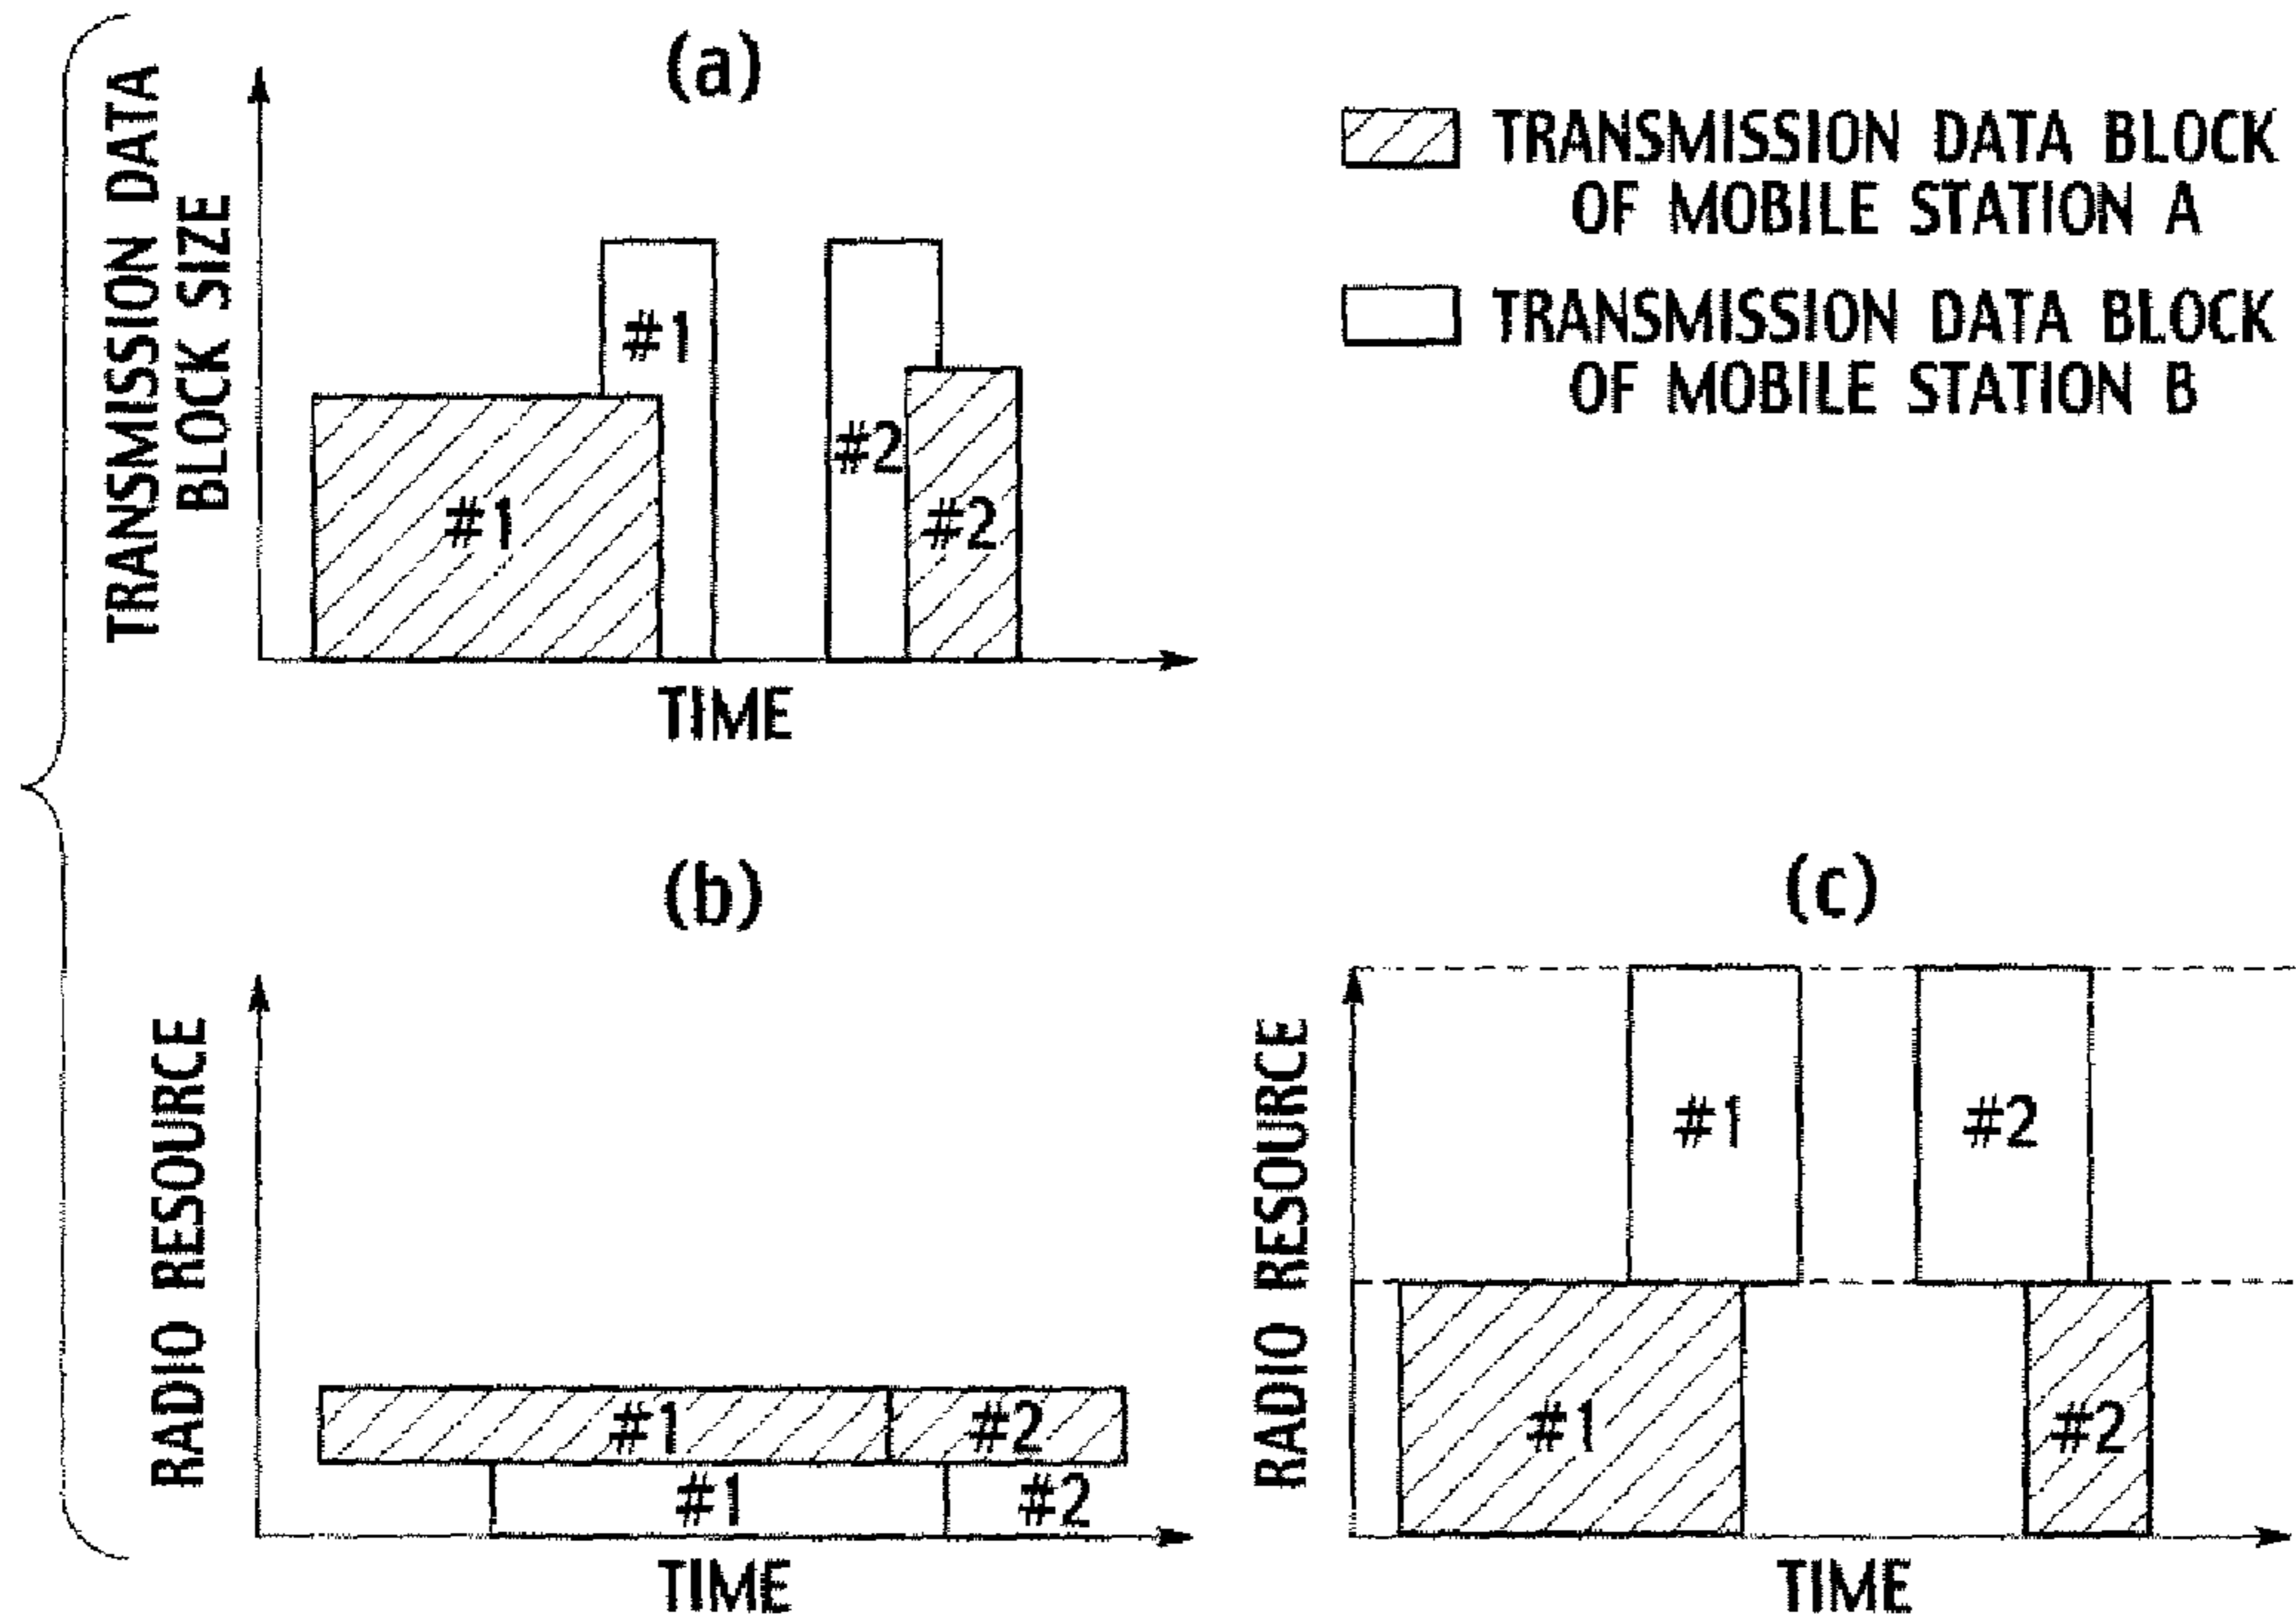 (a)
TRANSMISSION DATA
BLOCK SIZE
#1
#1
#2
#2
TIME
TRANSMISSION DATA BLOCK
OF MOBILE STATION A
TRANSMISSION DATA BLOCK
OF MOBILE STATION B
(b)
RADIO RESOURCE
#1
#2
#1
#2
TIME
(c)
RADIO RESOURCE
#1
#2
#1
#2
TIME